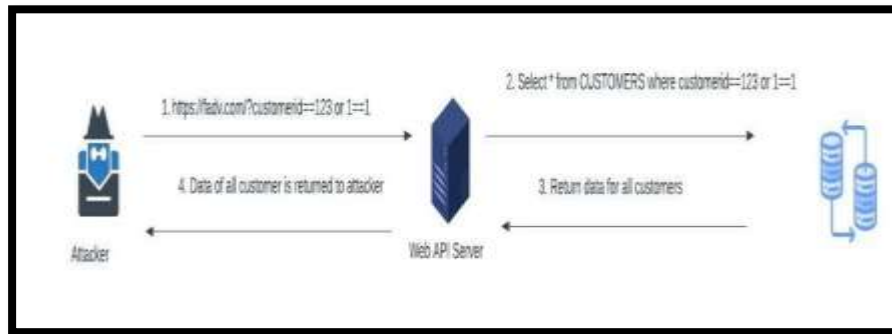 1. https://fiadv.com/?customerid==123 or 1==1
2. Select * from CUSTOMERS where customerid==123 or 1==1
4. Data of all customer is returned to attacker
3. Return data for all customers
Attacker
Web API Server